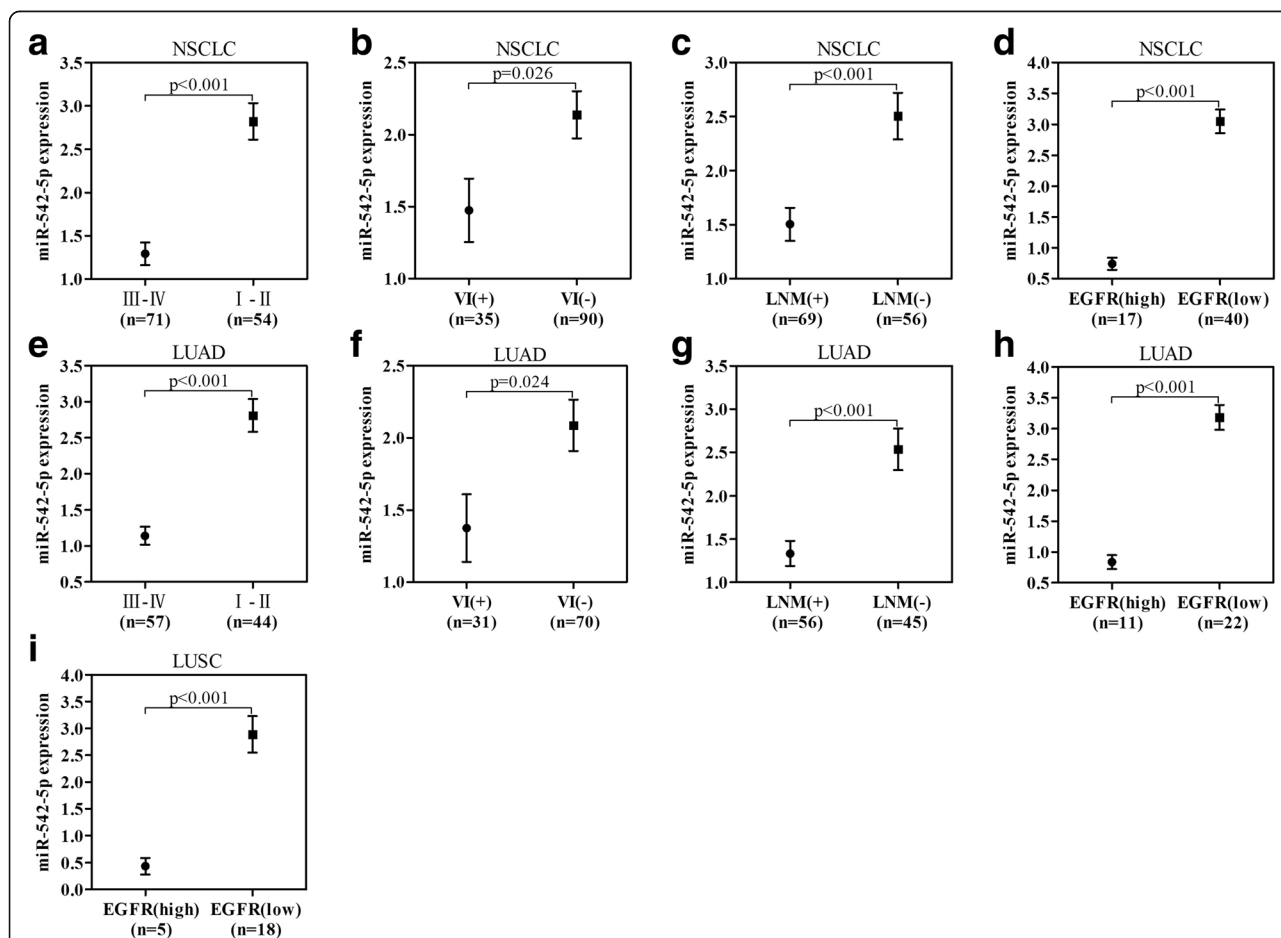 a
NSCLC
miR-542-5p expression
3.5
3.0
2.5
2.0
1.5
1.0
p<0.001
III-IV
(n=71)
I-II
(n=54)
b
NSCLC
miR-542-5p expression
2.5
2.0
1.5
1.0
p=0.026
VI(+)
(n=35)
VI(-)
(n=90)
c
NSCLC
miR-542-5p expression
3.0
2.5
2.0
1.5
1.0
p<0.001
LNM(+)
(n=69)
LNM(-)
(n=56)
d
NSCLC
miR-542-5p expression
4.0
3.5
3.0
2.5
2.0
1.5
1.0
0.5
p<0.001
EGFR(high)
(n=17)
EGFR(low)
(n=40)
e
LUAD
miR-542-5p expression
3.5
3.0
2.5
2.0
1.5
1.0
0.5
p<0.001
III-IV
(n=57)
I-II
(n=44)
f
LUAD
miR-542-5p expression
2.5
2.0
1.5
1.0
p=0.024
VI(+)
(n=31)
VI(-)
(n=70)
g
LUAD
miR-542-5p expression
3.5
3.0
2.5
2.0
1.5
1.0
p<0.001
LNM(+)
(n=56)
LNM(-)
(n=45)
h
LUAD
miR-542-5p expression
4.0
3.5
3.0
2.5
2.0
1.5
1.0
0.5
p<0.001
EGFR(high)
(n=11)
EGFR(low)
(n=22)
i
LUSC
miR-542-5p expression
4.0
3.5
3.0
2.5
2.0
1.5
1.0
0.5
0.0
p<0.001
EGFR(high)
(n=5)
EGFR(low)
(n=18)